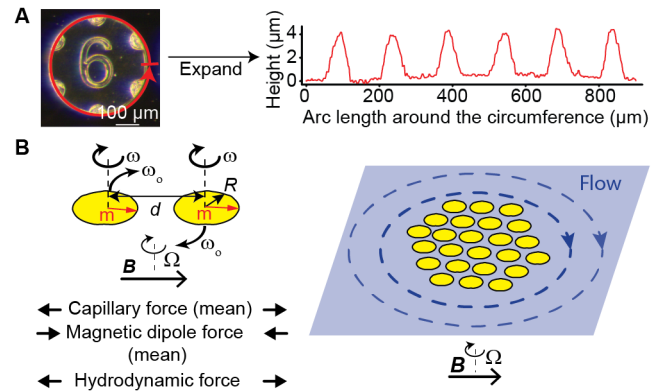 A
6
100 µm
Expand
Height (µm)
4
2
0
0 200 400 600 800
Arc length around the circumference (µm)
B
ω ω
ωₒ
R
m m
d
ωₒ
Ω
B
Flow
Capillary force (mean)
Magnetic dipole force
(mean)
Hydrodynamic force
B Ω